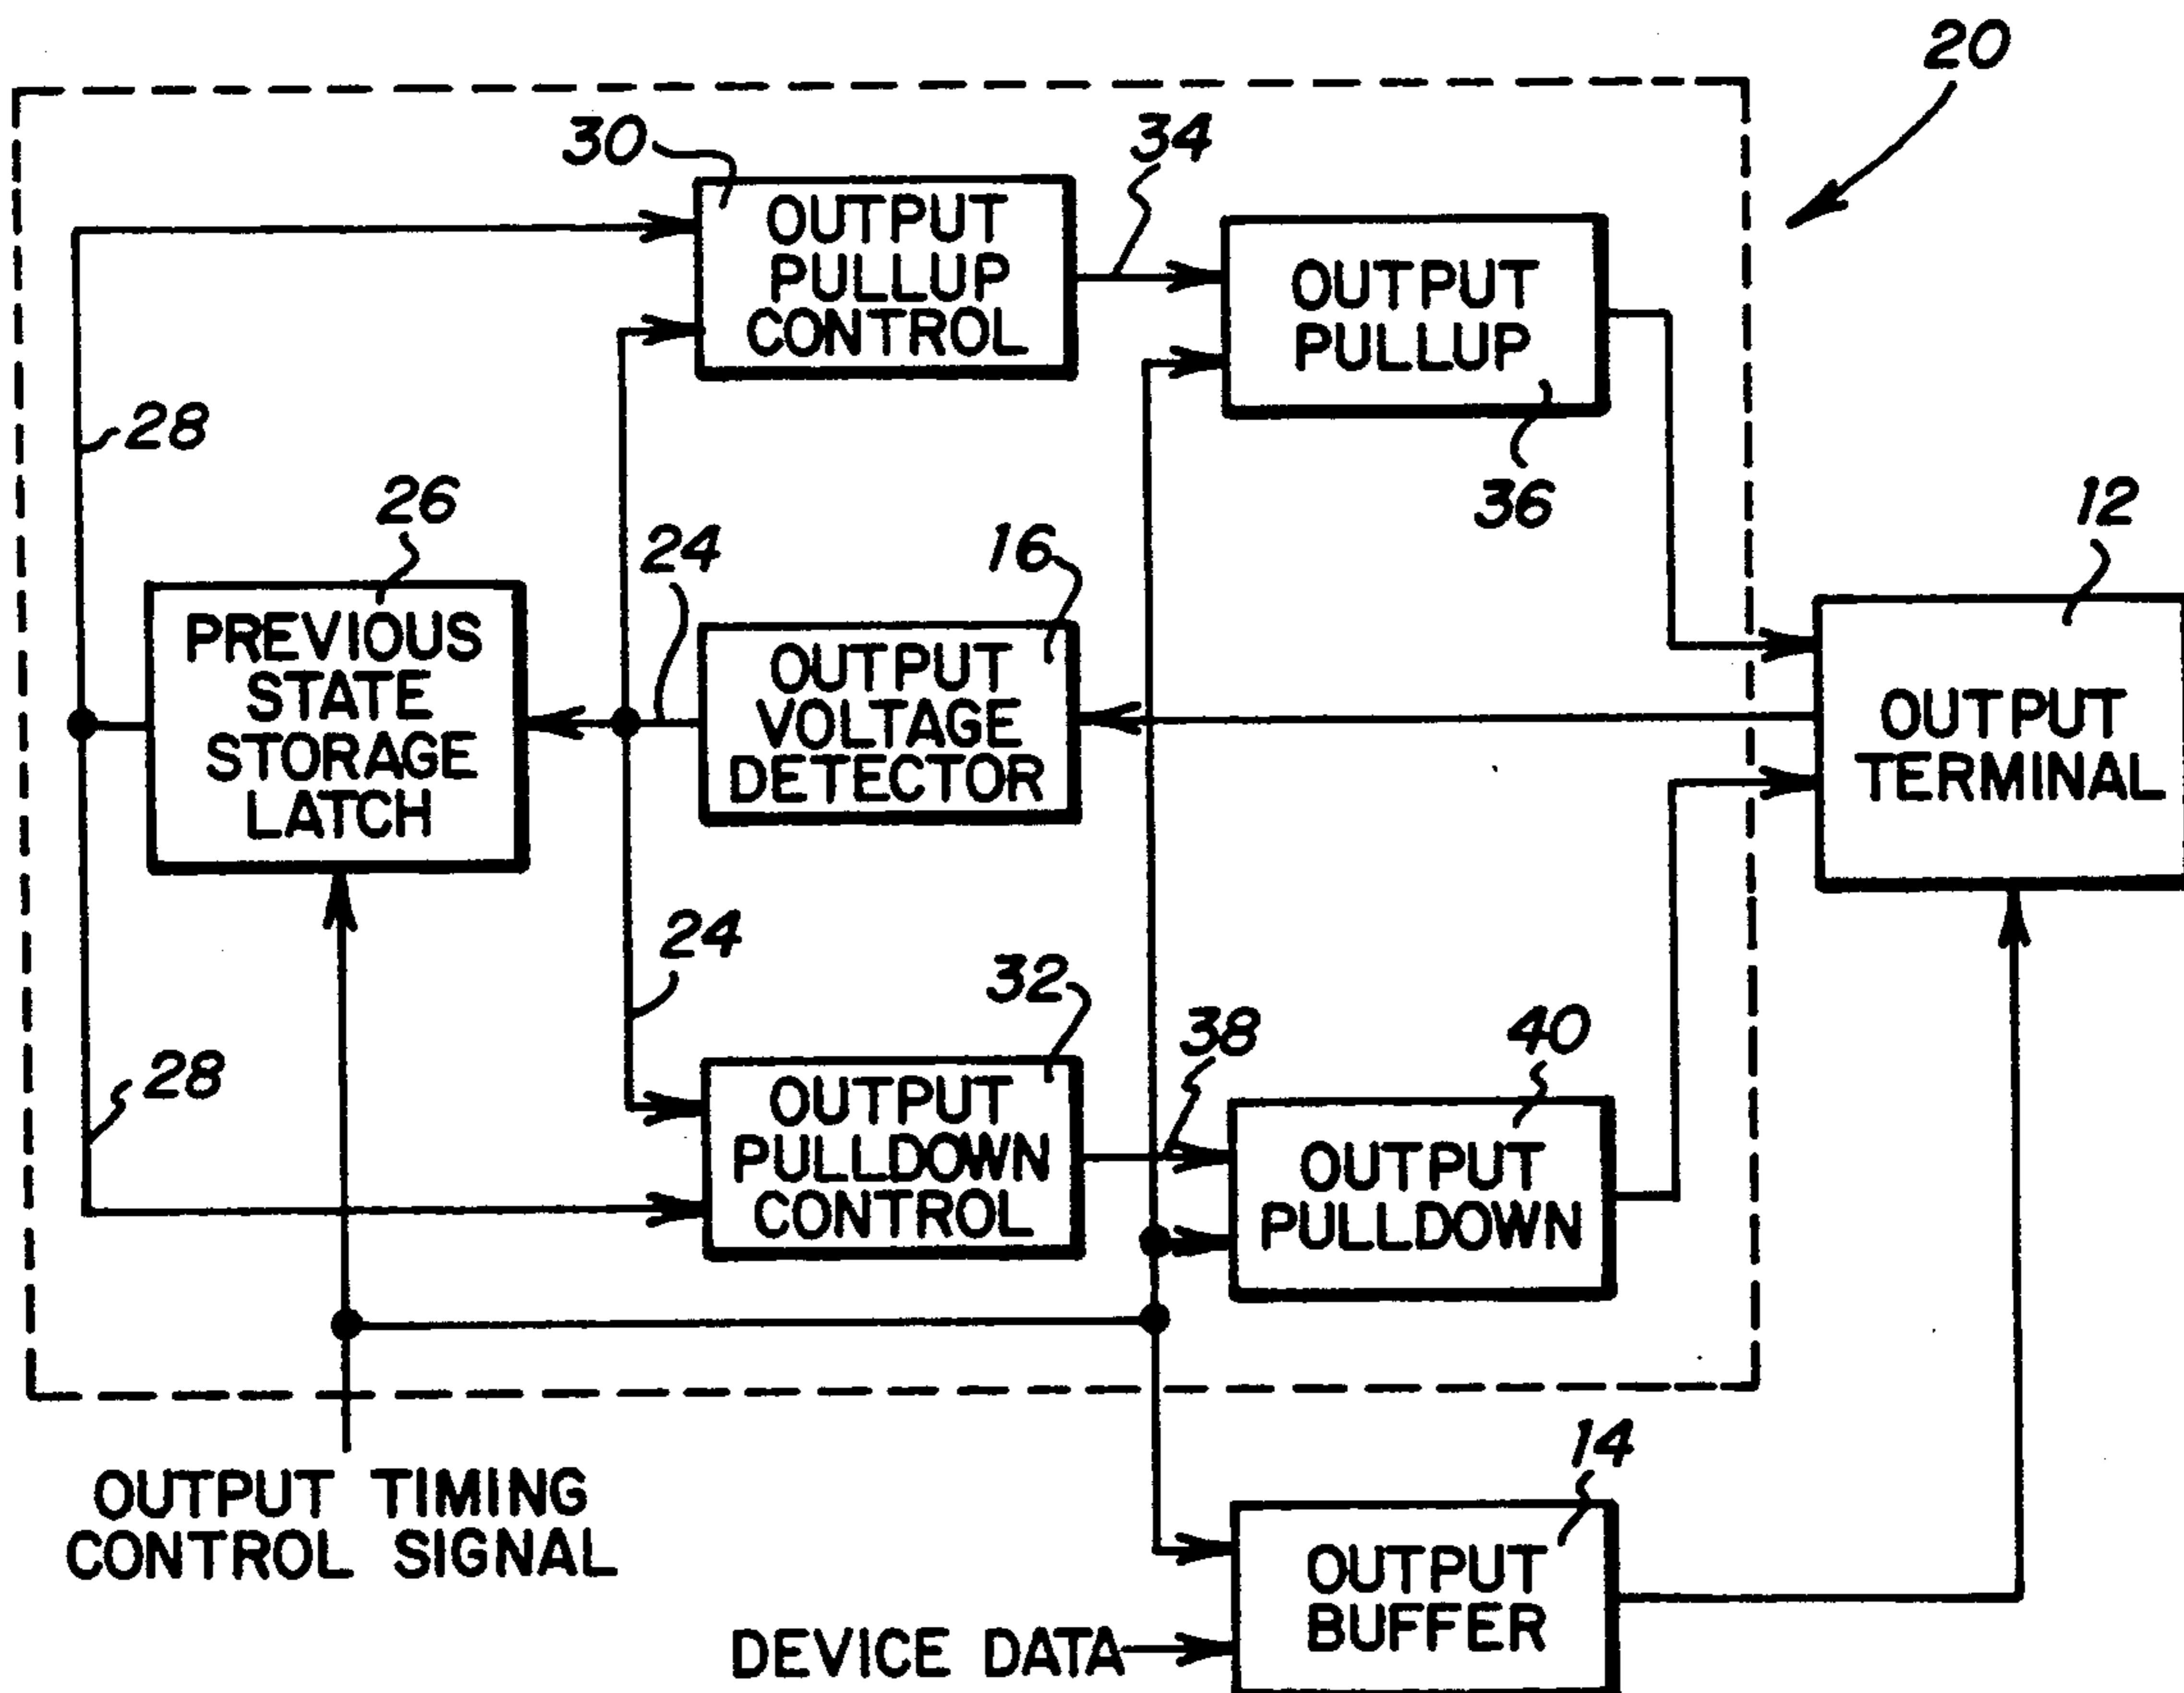 20
30
34
OUTPUT
PULLUP
CONTROL
OUTPUT
PULLUP
28
36
26
24
16
12
PREVIOUS
STATE
STORAGE
LATCH
OUTPUT
VOLTAGE
DETECTOR
OUTPUT
TERMINAL
24
32
38
40
28
OUTPUT
PULLDOWN
CONTROL
OUTPUT
PULLDOWN
OUTPUT TIMING
CONTROL SIGNAL
14
OUTPUT
BUFFER
DEVICE DATA